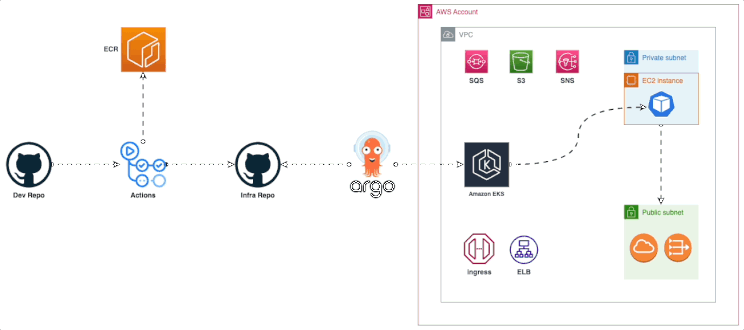 AWS Account
VPC
ECR
SQS
S3
SNS
Private subnet
EC2 instance
Dev Repo
Actions
Infra Repo
argo
Amazon EKS
Public subnet
Ingress
ELB